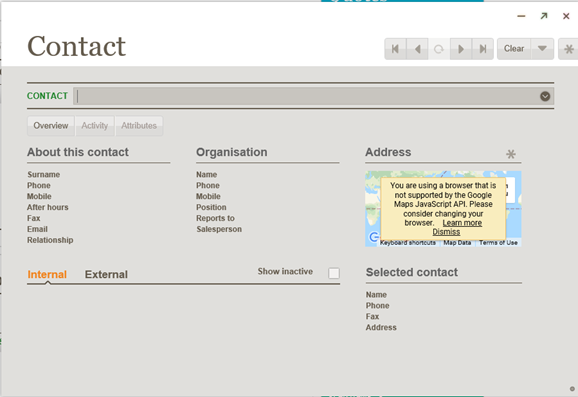 Contact
Clear
CONTACT
Overview Activity Attributes
About this contact
Surname
Phone
Mobile
After hours
Fax
Email
Relationship
Organisation
Name
Phone
Mobile
Position
Reports to
Salesperson
Address
You are using a browser that is
not supported by the Google
Maps JavaScript API. Please
consider changing your
browser. Learn more
Dismiss
Keyboard shortcuts Map Data Terms of Use
Internal External Show inactive
Selected contact
Name
Phone
Fax
Address